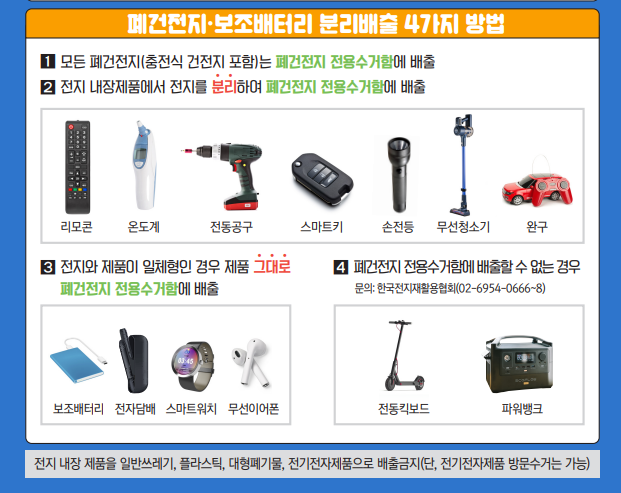 폐건전지·보조배터리 분리배출 4가지 방법
1 모든 폐건전지(충전식 건전지 포함)는 폐건전지 전용수거함에 배출
2 전지 내장제품에서 전지를 분리하여 폐건전지 전용수거함에 배출
리모콘 온도계 전동공구 스마트키 손전등 무선청소기 완구
3 전지와 제품이 일체형인 경우 제품 그대로
폐건전지 전용수거함에 배출
보조배터리 전자담배 스마트워치 무선이어폰
4 폐건전지 전용수거함에 배출할 수 없는 경우
문의: 한국전지재활용협회(02-6954-0666~8)
전동킥보드 파워뱅크
전지 내장 제품을 일반쓰레기, 플라스틱, 대형폐기물, 전기전자제품으로 배출금지(단, 전기전자제품 방문수거는 가능)